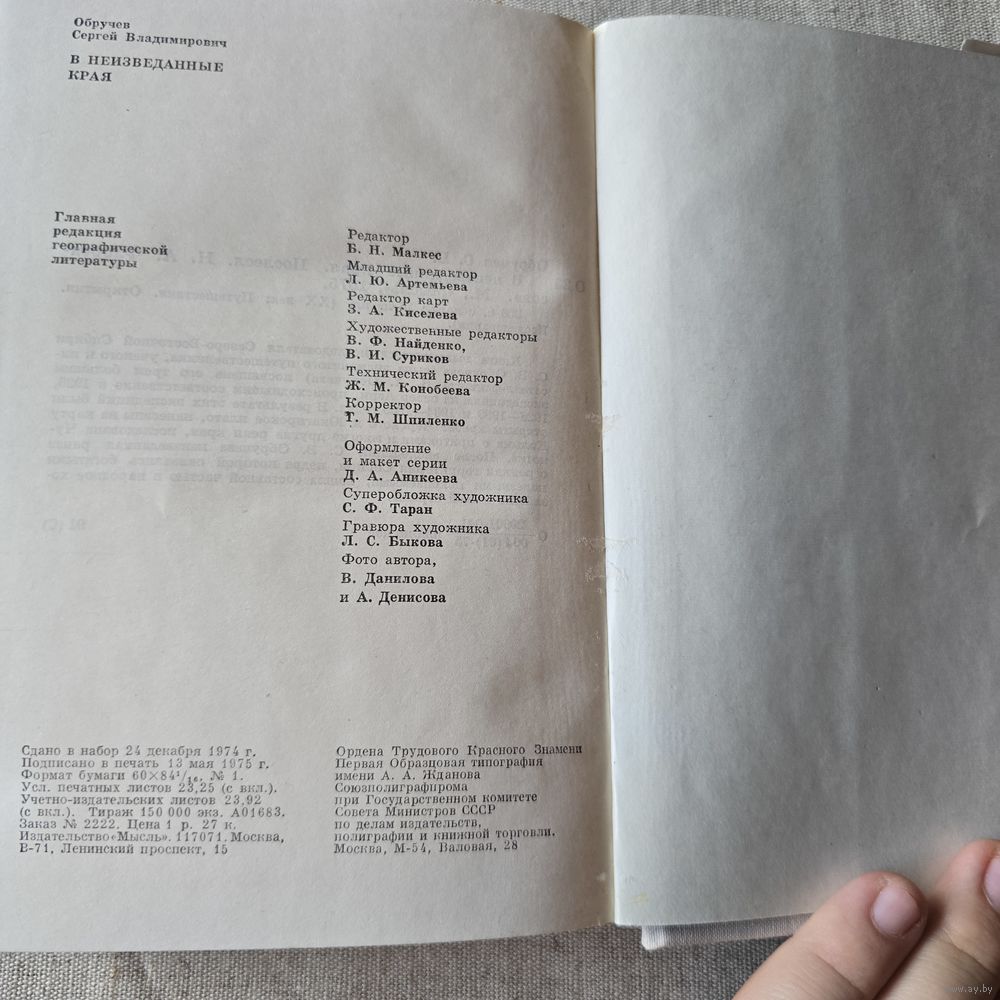 Обручев
Сергей Владимирович
В НЕИЗВЕДАННЫЕ
КРАЯ
Главная
редакция
географической
литературы
Редактор
Б. Н. Малкес
Младший редактор
Л. Ю. Артемьева
Редактор карт
З. А. Киселева
Художественные редакторы
В. Ф. Найденко,
В. И. Суриков
Технический редактор
Ж. М. Конобеева
Корректор
Т. М. Шпиленко
Оформление
и макет серии
Д. А. Аникеева
Суперобложка художника
С. Ф. Таран
Гравюра художника
Л. С. Быкова
Фото автора,
В. Данилова
и А. Денисова
Сдано в набор 24 декабря 1974 г.
Подписано в печать 13 мая 1975 г.
Формат бумаги 60×84¹/₁₆. № 1.
Усл. печатных листов 23,25 (с вкл.).
Учетно-издательских листов 23,92
(с вкл.). Тираж 150 000 экз. А01683.
Заказ № 2222. Цена 1 р. 27 к.
Издательство «Мысль». 117071. Москва,
В-71, Ленинский проспект, 15
Ордена Трудового Красного Знамени
Первая Образцовая типография
имени А. А. Жданова
Союзполиграфпрома
при Государственном комитете
Совета Министров СССР
по делам издательств,
полиграфии и книжной торговли.
Москва, М-54, Валовая, 28
www.ay.by